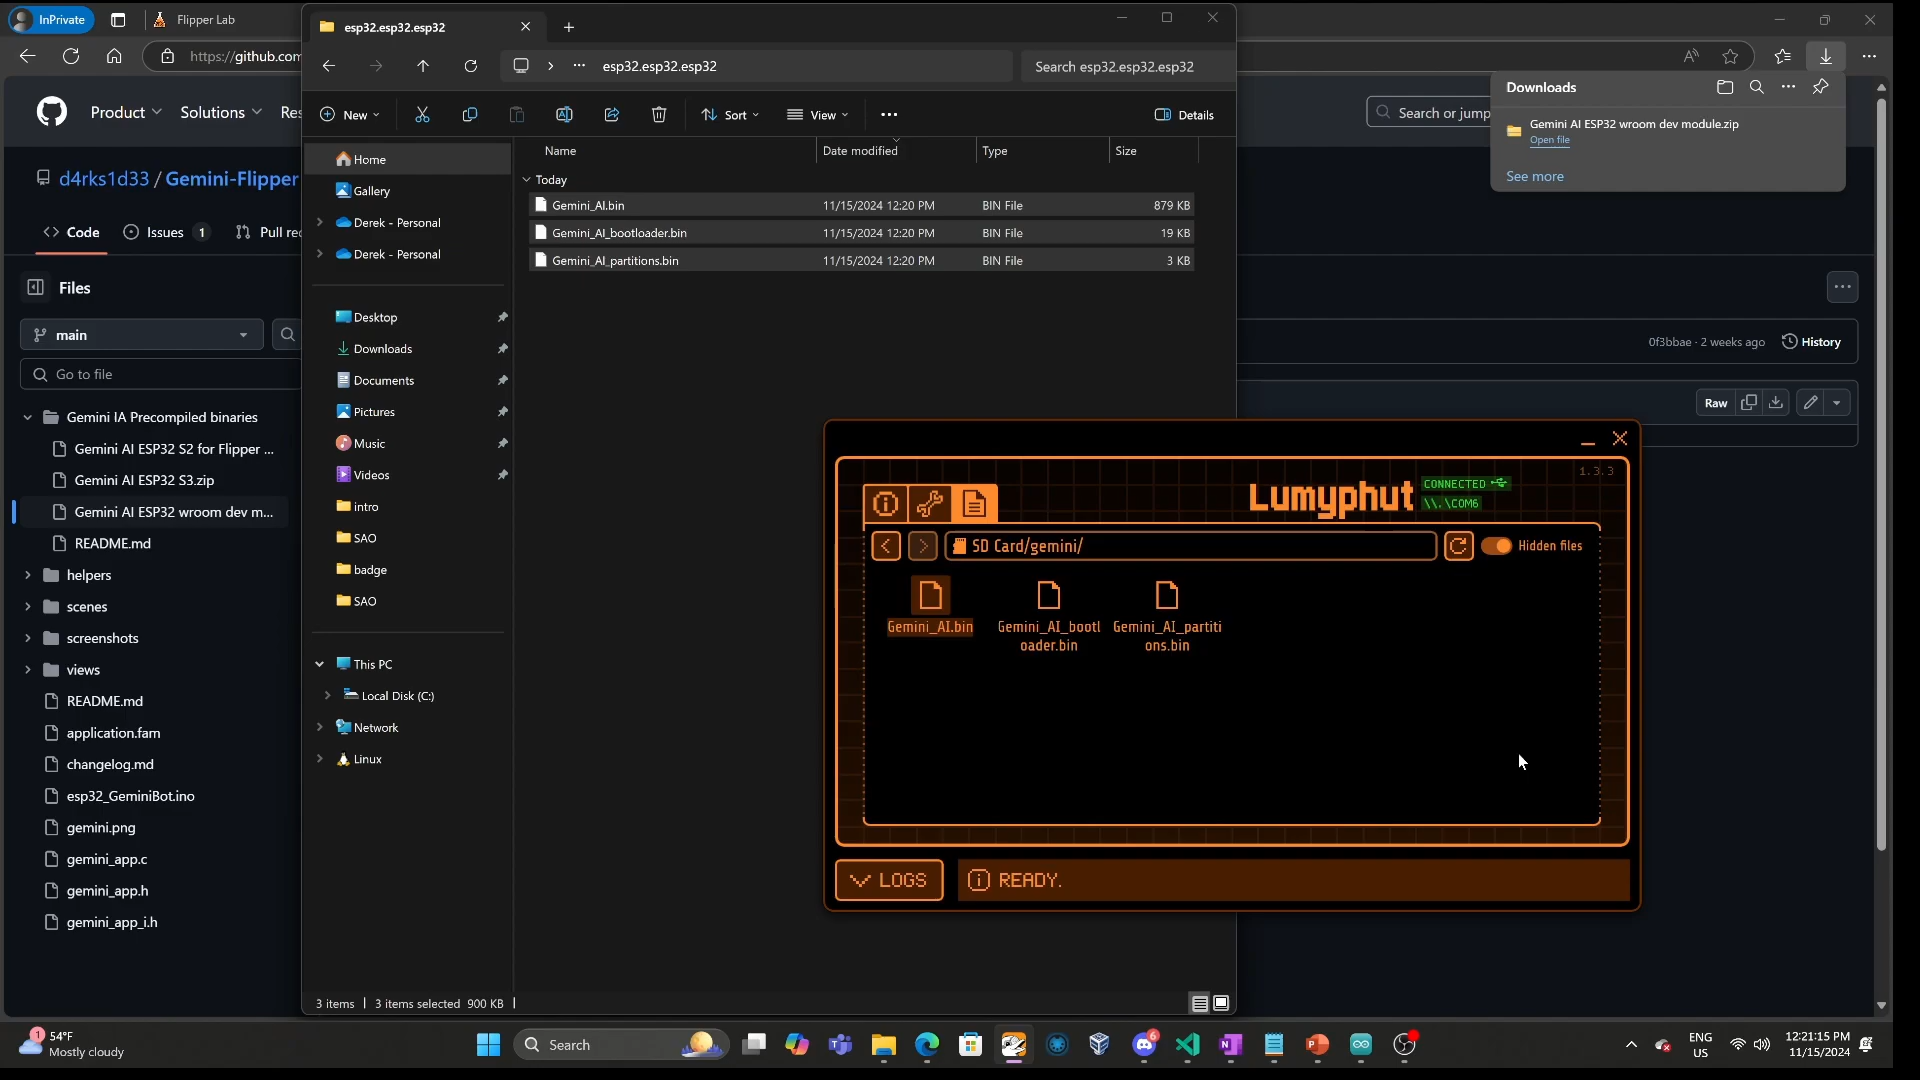 InPrivate
Flipper Lab
https://github.com
Product
Solutions
Res
d4rks1d33 / Gemini-Flipper
Code
Issues 1
Pull rec
Files
main
Go to file
Gemini IA Precompiled binaries
Gemini AI ESP32 S2 for Flipper ...
Gemini AI ESP32 S3.zip
Gemini AI ESP32 wroom dev m...
README.md
helpers
scenes
screenshots
views
README.md
application.fam
changelog.md
esp32_GeminiBot.ino
gemini.png
gemini_app.c
gemini_app.h
gemini_app_i.h
esp32.esp32.esp32
esp32.esp32.esp32
Search esp32.esp32.esp32
New
Sort
View
Details
Home
Gallery
Derek - Personal
Derek - Personal
Desktop
Downloads
Documents
Pictures
Music
Videos
intro
SAO
badge
SAO
This PC
Local Disk (C:)
Network
Linux
Name Date modified Type Size
Today
Gemini_AI.bin 11/15/2024 12:20 PM BIN File 879 KB
Gemini_AI_bootloader.bin 11/15/2024 12:20 PM BIN File 19 KB
Gemini_AI_partitions.bin 11/15/2024 12:20 PM BIN File 3 KB
3 items 3 items selected 900 KB
Search or jump
Downloads
Gemini AI ESP32 wroom dev module.zip
Open file
See more
0f3bbae · 2 weeks ago
History
Raw
1.3.3
Lumyphut
CONNECTED
\\.\COM6
SD Card/gemini/
Hidden files
Gemini_AI.bin
Gemini_AI_bootl
oader.bin
Gemini_AI_partiti
ons.bin
LOGS
READY.
1
54°F
Mostly cloudy
Search
6
ENG
US
12:21:15 PM
11/15/2024